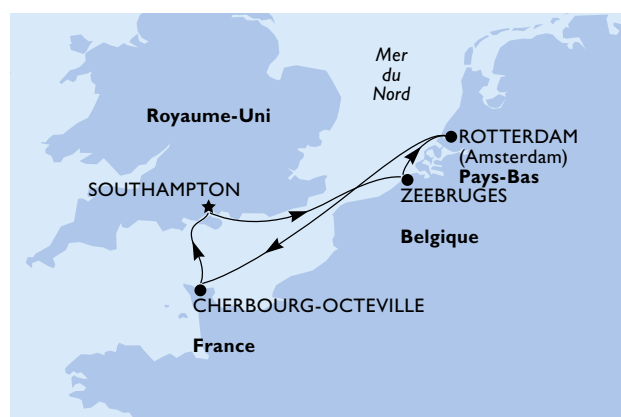 Mer
du
Nord
Royaume-Uni
ROTTERDAM
(Amsterdam)
Pays-Bas
SOUTHAMPTON
ZEEBRUGES
Belgique
CHERBOURG-OCTEVILLE
France